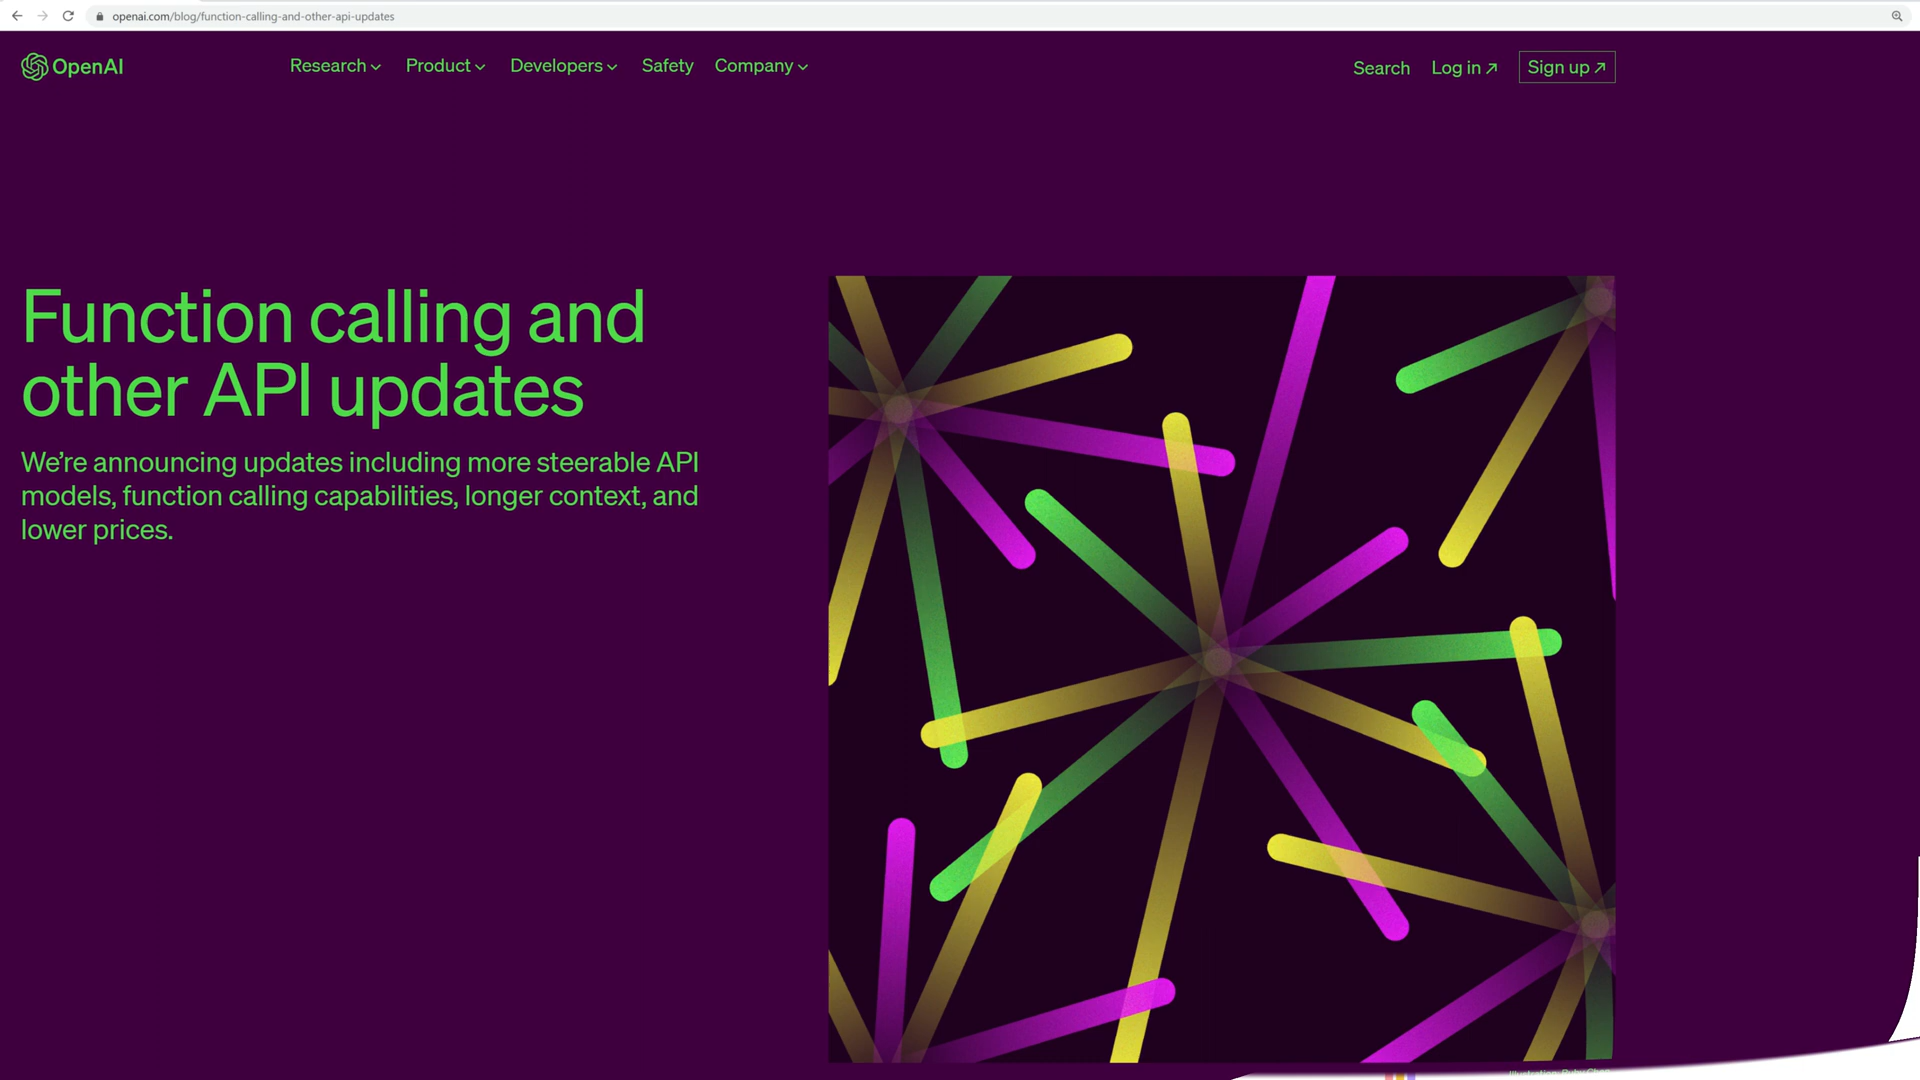 openai.com/blog/function-calling-and-other-api-updates
OpenAI
Research
Product
Developers
Safety
Company
Search
Log in ↗
Sign up ↗
Function calling and
other API updates
We’re announcing updates including more steerable API
models, function calling capabilities, longer context, and
lower prices.